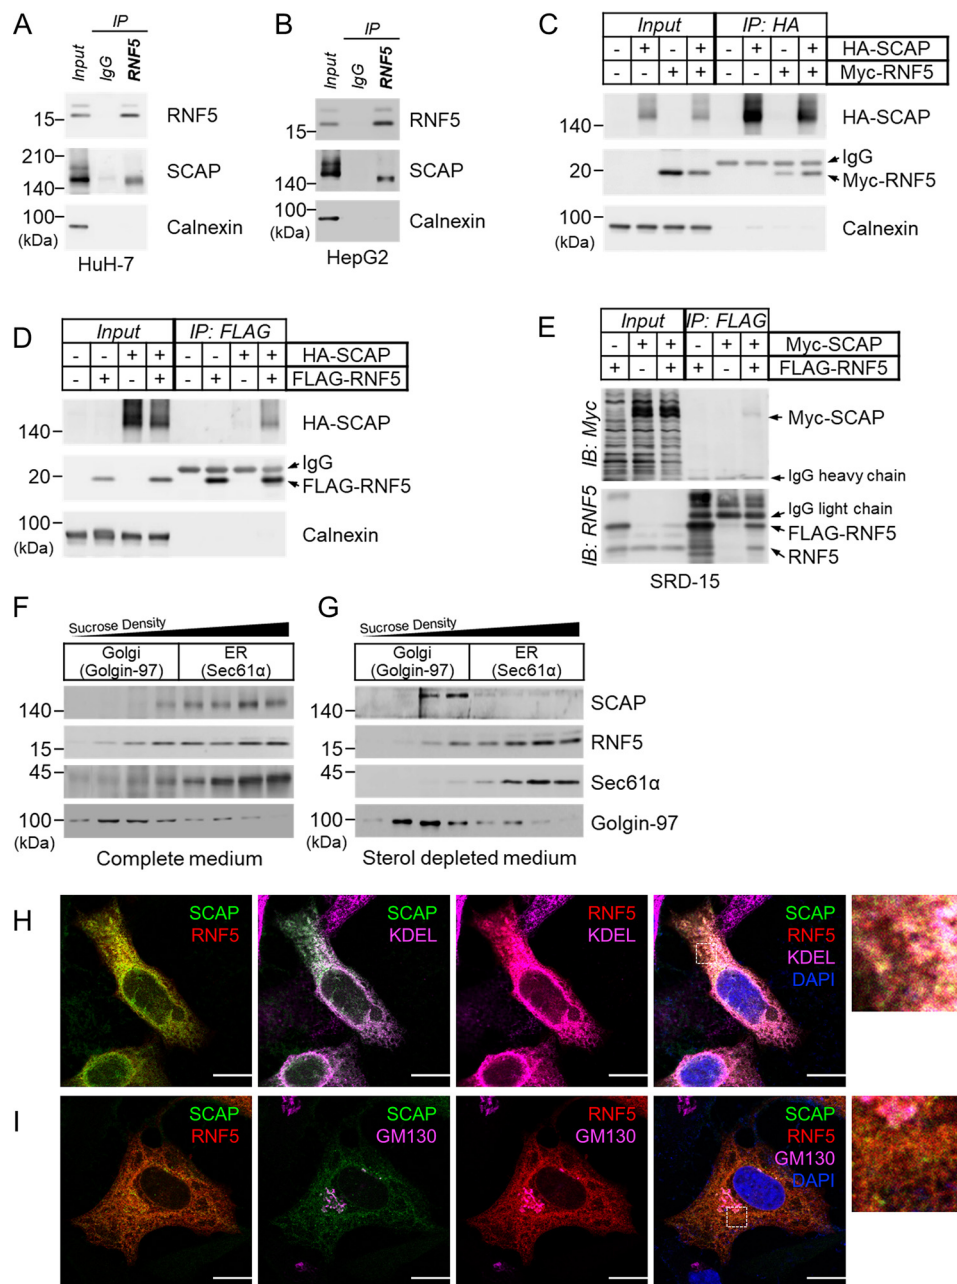 A
IP
Input
IgG
RNF5
15
RNF5
210
140
SCAP
100
(kDa)
Calnexin
HuH-7
B
IP
Input
IgG
RNF5
15
RNF5
140
SCAP
100
(kDa)
Calnexin
HepG2
C
Input IP: HA
- + - + - + - + HA-SCAP
- - + + - - + + Myc-RNF5
140
HA-SCAP
20
IgG
Myc-RNF5
100
(kDa)
Calnexin
D
Input IP: FLAG
- - + + - - + + HA-SCAP
- + - + - + - + FLAG-RNF5
140
HA-SCAP
20
IgG
FLAG-RNF5
100
(kDa)
Calnexin
E
Input IP: FLAG
- + + - + + Myc-SCAP
+ - + + - + FLAG-RNF5
IB: Myc
Myc-SCAP
IgG heavy chain
IB: RNF5
IgG light chain
FLAG-RNF5
RNF5
SRD-15
F
Sucrose Density
Golgi
(Golgin-97)
ER
(Sec61α)
140
15
45
100
(kDa)
Complete medium
G
Sucrose Density
Golgi
(Golgin-97)
ER
(Sec61α)
140
SCAP
15
RNF5
45
Sec61α
100
Golgin-97
(kDa)
Sterol depleted medium
H
SCAP
RNF5
SCAP
KDEL
RNF5
KDEL
SCAP
RNF5
KDEL
DAPI
I
SCAP
RNF5
SCAP
GM130
RNF5
GM130
SCAP
RNF5
GM130
DAPI